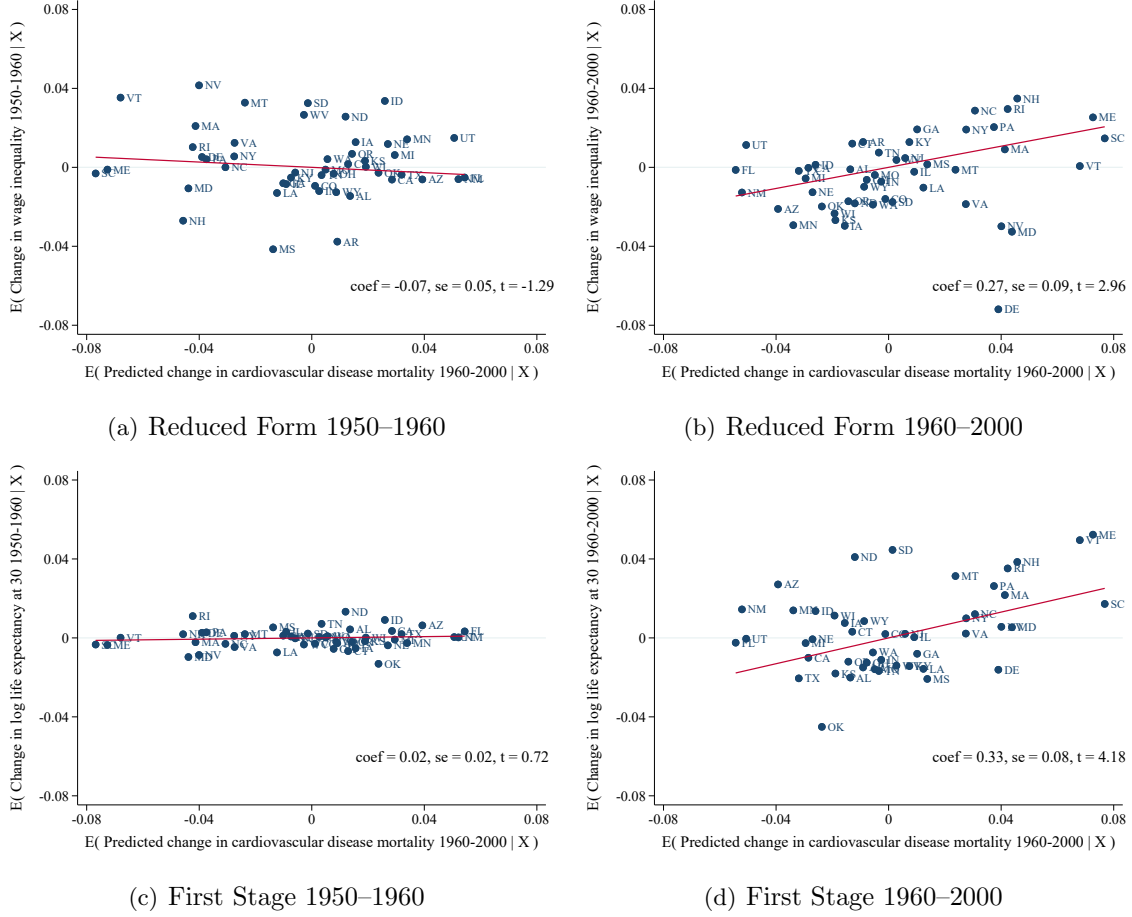 E( Change in wage inequality 1950-1960 | X )
0.08
0.04
0
-0.04
-0.08
VT
NV
MT
SD
WV
ID
ND
MA
UT
RI
VA
IA
MN
NE
NY
OR
MI
ME
SC
NC
MD
LA
CA
AZ
WY
AL
NH
MS
AR
coef = -0.07, se = 0.05, t = -1.29
-0.08 -0.04 0 0.04 0.08
E( Predicted change in cardiovascular disease mortality 1960-2000 | X )
(a) Reduced Form 1950–1960
E( Change in wage inequality 1960-2000 | X )
0.08
0.04
0
-0.04
-0.08
NH
NC
RI
ME
GA
NY
PA
SC
UT
AR
KY
TN
MA
FL
ID
MS
MT
VT
IL
MI
MO
NM
NE
WY
LA
AZ
OK
SD
WA
VA
WI
KS
MN
IA
NV
MD
DE
coef = 0.27, se = 0.09, t = 2.96
-0.08 -0.04 0 0.04 0.08
E( Predicted change in cardiovascular disease mortality 1960-2000 | X )
(b) Reduced Form 1960–2000
E( Change in log life expectancy at 30 1950-1960 | X )
0.08
0.04
0
-0.04
-0.08
RI
ND
ID
TN
AZ
MS
AL
VT
MT
FL
TX
ME
VA
LA
MD
NV
CT
NE
MN
OK
coef = 0.02, se = 0.02, t = 0.72
-0.08 -0.04 0 0.04 0.08
E( Predicted change in cardiovascular disease mortality 1960-2000 | X )
(c) First Stage 1950–1960
E( Change in log life expectancy at 30 1960-2000 | X )
0.08
0.04
0
-0.04
-0.08
ME
VT
SD
ND
NH
RI
MT
AZ
PA
MA
SC
NM
MN
ID
WI
NC
IA
WY
NY
CT
VA
MD
UT
FL
NE
MI
IL
WA
GA
CA
TX
KS
AL
LA
MS
DE
OK
coef = 0.33, se = 0.08, t = 4.18
-0.08 -0.04 0 0.04 0.08
E( Predicted change in cardiovascular disease mortality 1960-2000 | X )
(d) First Stage 1960–2000